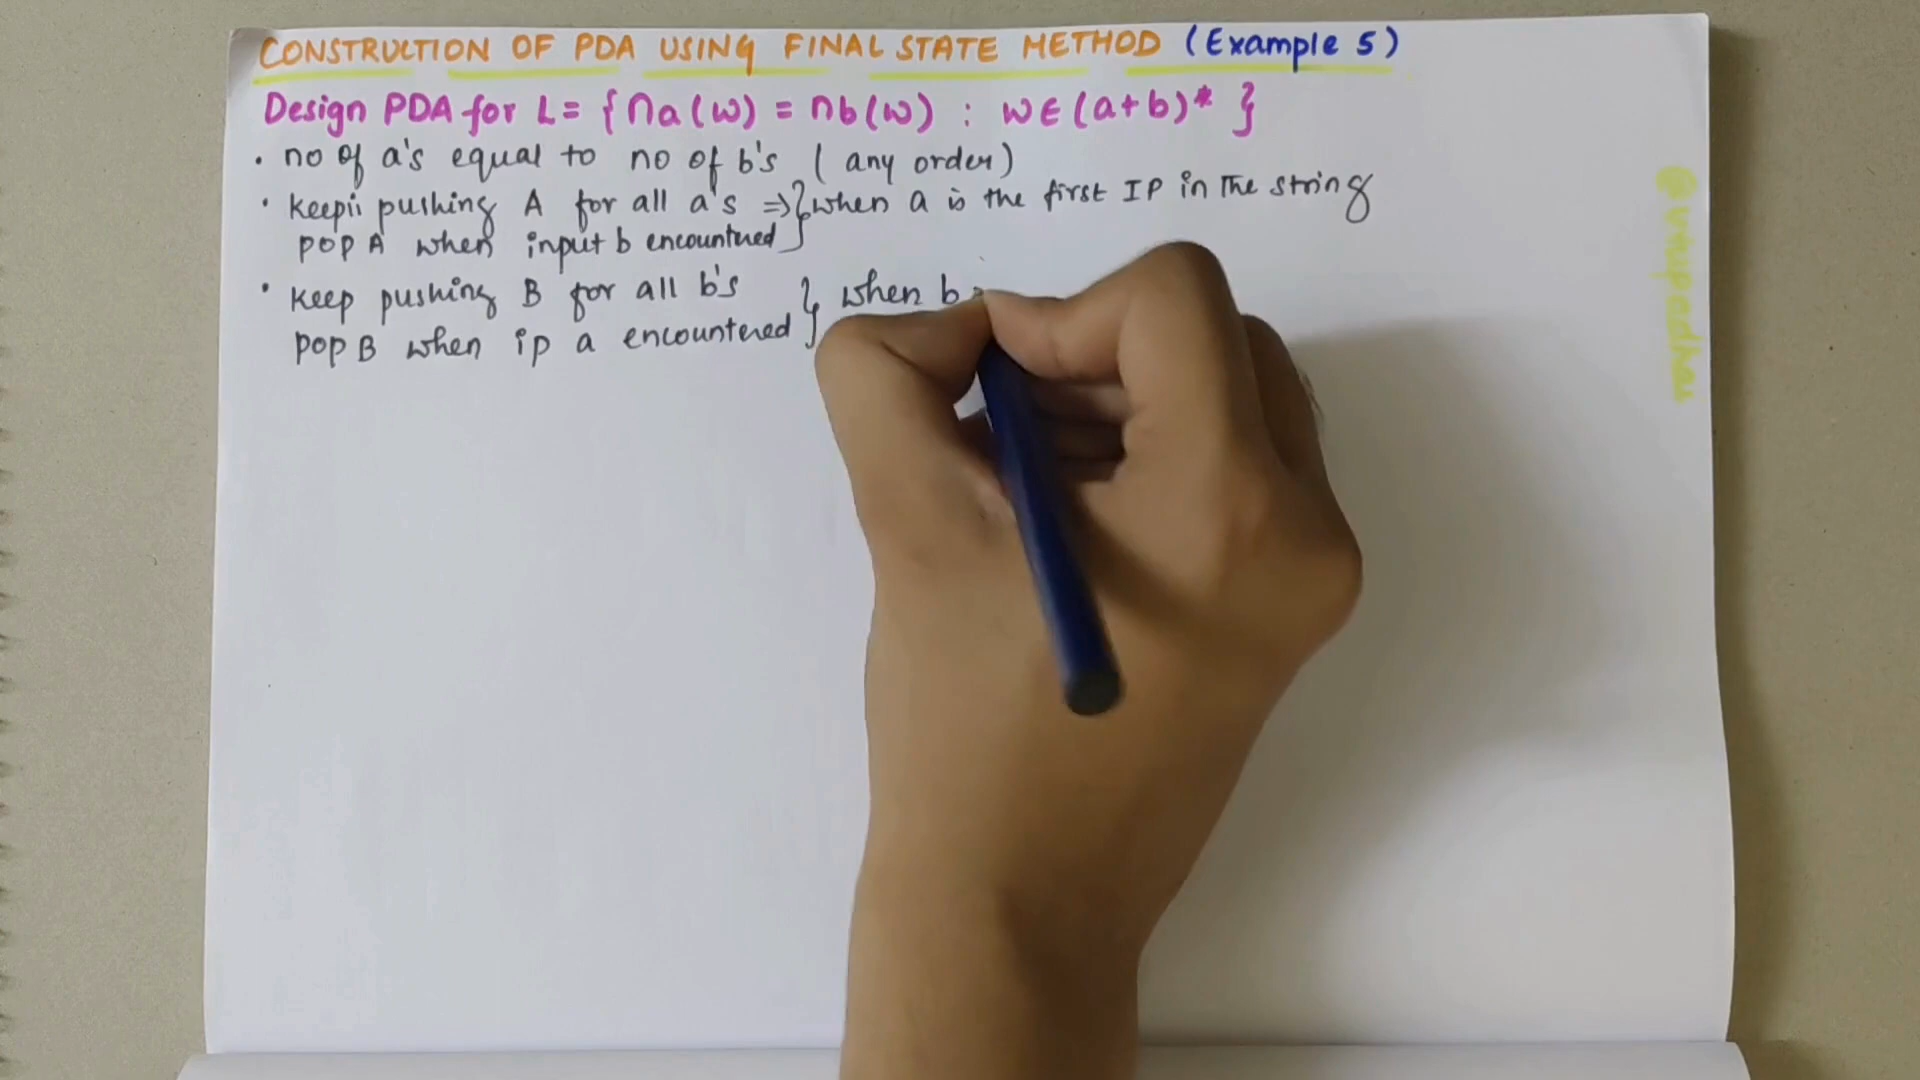 CONSTRUCTION OF PDA USING FINAL STATE METHOD (Example 5)
Design PDA for L = { na(w) = nb(w) : w ∈ (a+b)* }
• no of a's equal to no of b's ( any order )
• keepii pushing A for all a's ⇒ } when a is the first IP in the string
pop A when input b encountered }
• keep pushing B for all b's } when b
pop B when ip a encountered }